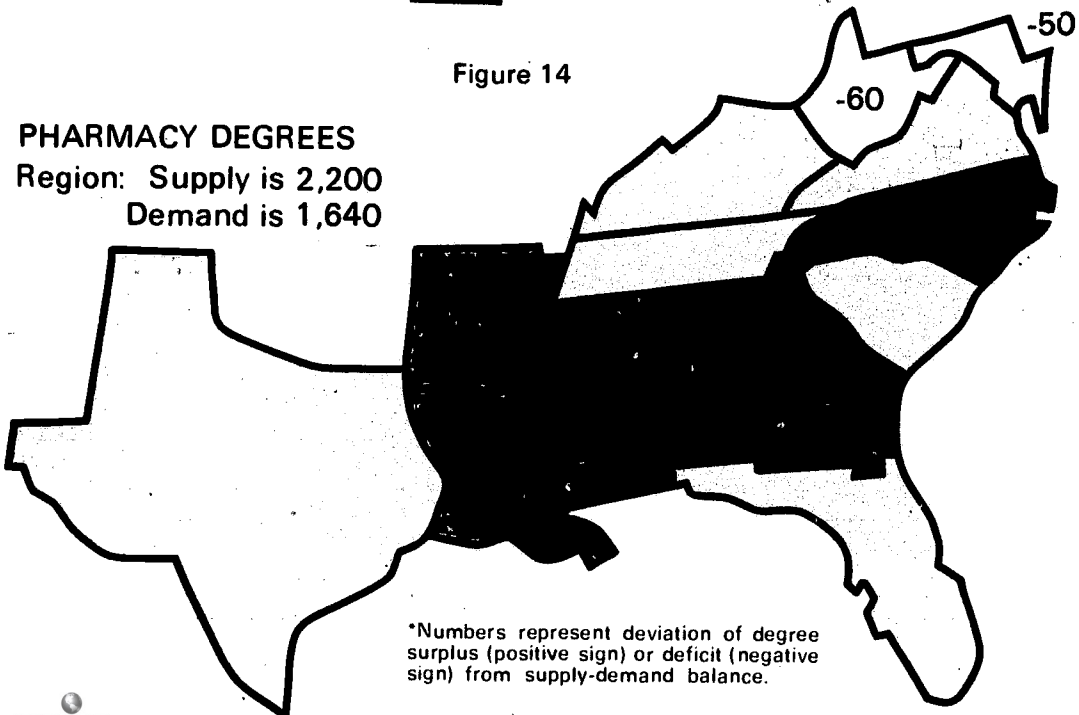 Figure 14
-50
-60
PHARMACY DEGREES
Region: Supply is 2,200
Demand is 1,640
*Numbers represent deviation of degree
surplus (positive sign) or deficit (negative
sign) from supply-demand balance.